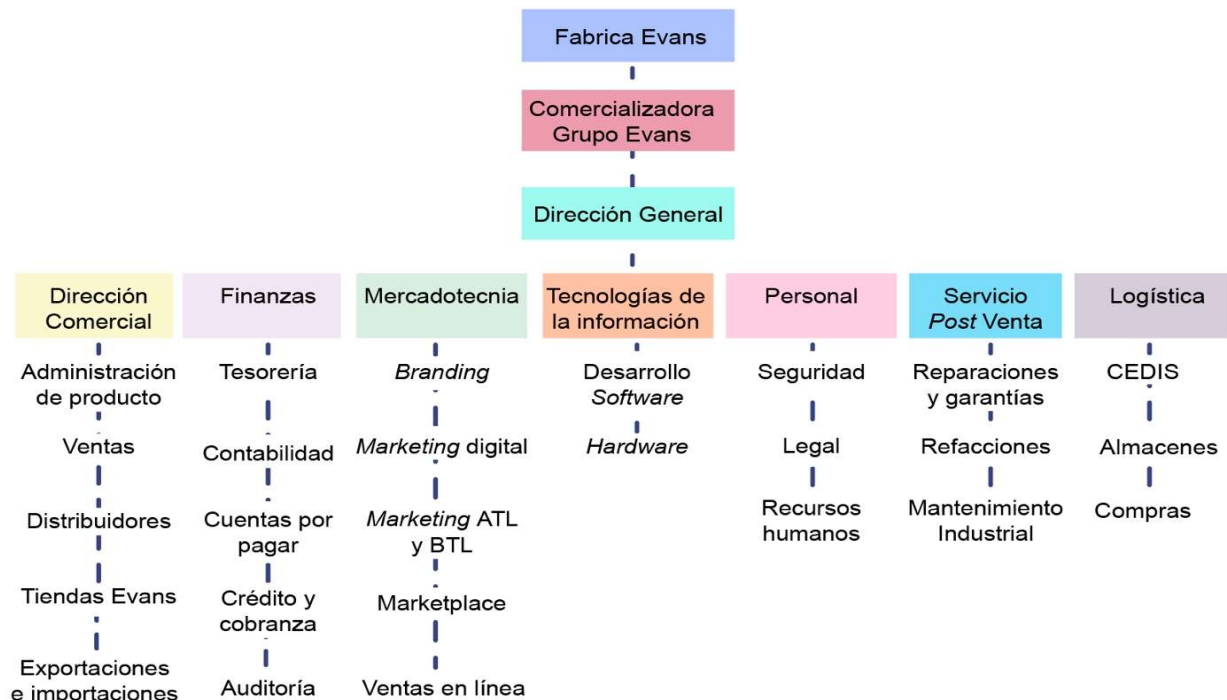 Fabrica Evans
Comercializadora
Grupo Evans
Dirección General
Dirección
Comercial
Administración
de producto
Ventas
Distribuidores
Tiendas Evans
Exportaciones
e importaciones
Finanzas
Tesorería
Contabilidad
Cuentas por
pagar
Crédito y
cobranza
Auditoría
Mercadotecnia
Branding
Marketing digital
Marketing ATL
y BTL
Marketplace
Ventas en línea
Tecnologías de
la información
Desarrollo
Software
Hardware
Personal
Seguridad
Legal
Recursos
humanos
Servicio
Post Venta
Reparaciones
y garantías
Refacciones
Mantenimiento
Industrial
Logística
CEDIS
Almacenes
Compras